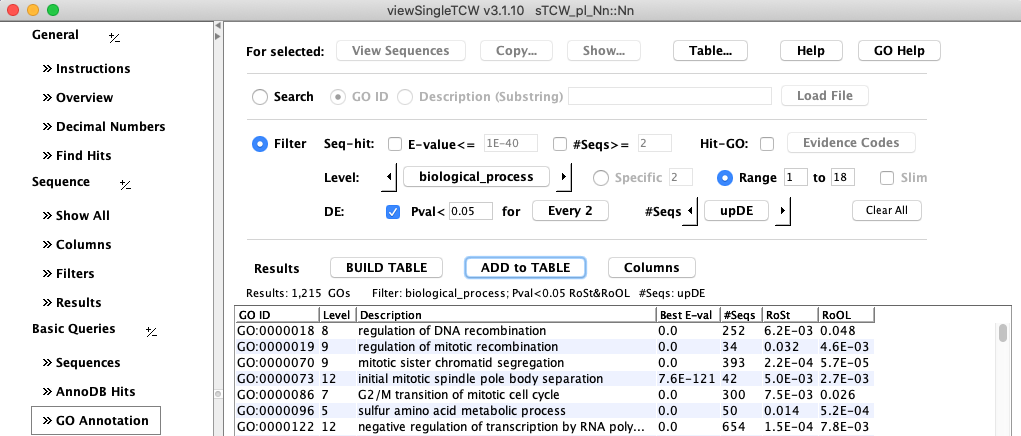 viewSingleTCW v3.1.10 sTCW_pl_Nn::Nn
General +/-
» Instructions
» Overview
» Decimal Numbers
» Find Hits
Sequence +/-
» Show All
» Columns
» Filters
» Results
Basic Queries +/-
» Sequences
» AnnoDB Hits
» GO Annotation
For selected: View Sequences Copy... Show... Table... Help GO Help
Search GO ID Description (Substring) Load File
Filter Seq-hit: E-value<= 1E-40 #Seqs>= 2 Hit-GO: Evidence Codes
Level: biological_process Specific 2 Range 1 to 18 Slim
DE: Pval< 0.05 for Every 2 #Seqs upDE Clear All
Results BUILD TABLE ADD to TABLE Columns
Results: 1,215 GOs Filter: biological_process; Pval<0.05 RoSt&RoOL #Seqs: upDE
GO ID Level Description Best E-val #Seqs RoSt RoOL
GO:0000018 8 regulation of DNA recombination 0.0 252 6.2E-03 0.048
GO:0000019 9 regulation of mitotic recombination 0.0 34 0.032 4.6E-03
GO:0000070 9 mitotic sister chromatid segregation 0.0 393 2.2E-04 5.7E-05
GO:0000073 12 initial mitotic spindle pole body separation 7.6E-121 42 5.0E-03 2.7E-03
GO:0000086 7 G2/M transition of mitotic cell cycle 0.0 300 7.5E-03 0.026
GO:0000096 5 sulfur amino acid metabolic process 0.0 50 0.014 5.2E-04
GO:0000122 12 negative regulation of transcription by RNA poly... 0.0 654 1.5E-04 7.8E-03